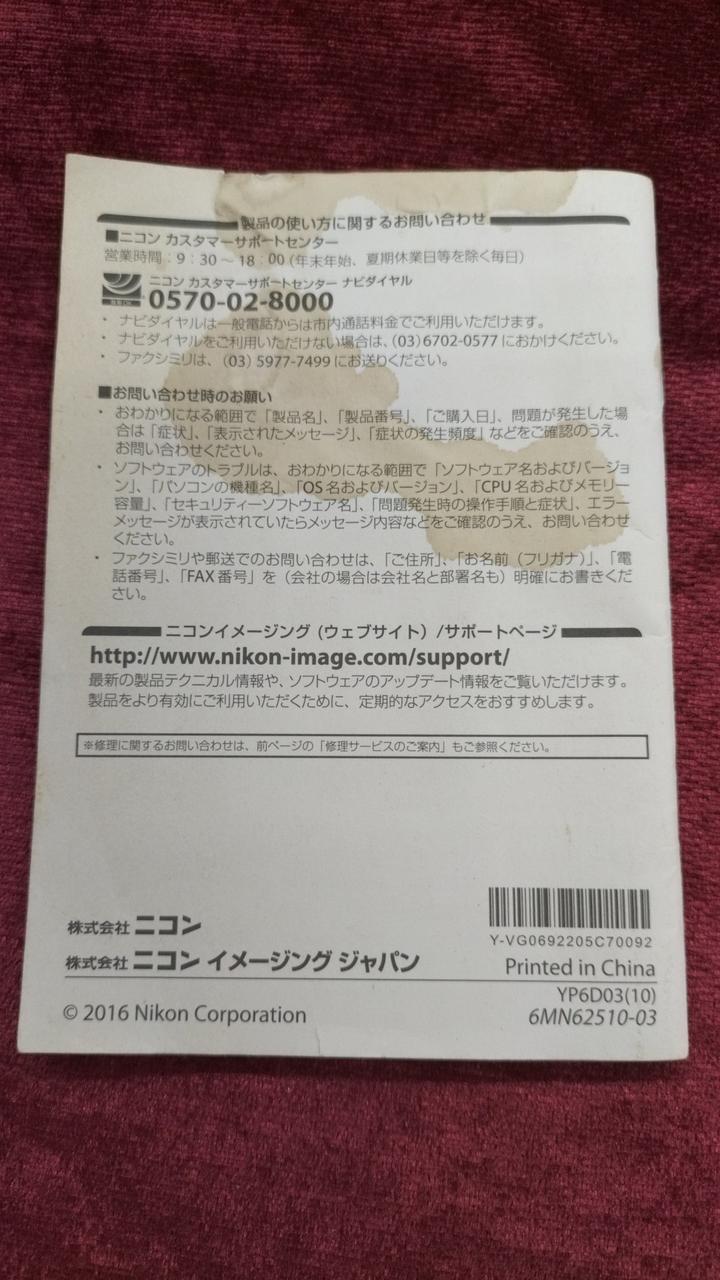 製品の使い方に関するお問い合わせ
■ニコン カスタマーサポートセンター
営業時間：9：30～18：00（年末年始、夏期休業日等を除く毎日）
ニコン カスタマーサポートセンター ナビダイヤル
0570-02-8000
・ ナビダイヤルは一般電話からは市内通話料金でご利用いただけます。
・ ナビダイヤルをご利用いただけない場合は、（03）6702-0577におかけください。
・ ファクシミリは、（03）5977-7499にお送りください。
■お問い合わせ時のお願い
・ おわかりになる範囲で「製品名」、「製品番号」、「ご購入日」、問題が発生した場
合は「症状」、「表示されたメッセージ」、「症状の発生頻度」などをご確認のうえ、
お問い合わせください。
・ ソフトウェアのトラブルは、おわかりになる範囲で「ソフトウェア名およびバージョ
ン」、「パソコンの機種名」、「OS名およびバージョン」、「CPU名およびメモリー
容量」、「セキュリティーソフトウェア名」、「問題発生時の操作手順と症状」、エラー
メッセージが表示されていたらメッセージ内容などをご確認のうえ、お問い合わせ
ください。
・ ファクシミリや郵送でのお問い合わせは、「ご住所」、「お名前（フリガナ）」、「電
話番号」、「FAX番号」を（会社の場合は会社名と部署名も）明確にお書きくだ
さい。
ニコンイメージング（ウェブサイト）/サポートページ
http://www.nikon-image.com/support/
最新の製品テクニカル情報や、ソフトウェアのアップデート情報をご覧いただけます。
製品をより有効にご利用いただくために、定期的なアクセスをおすすめします。
※修理に関するお問い合わせは、前ページの「修理サービスのご案内」もご参照ください。
株式会社 ニコン
株式会社 ニコン イメージング ジャパン
© 2016 Nikon Corporation
Y-VG0692205C70092
Printed in China
YP6D03(10)
6MN62510-03